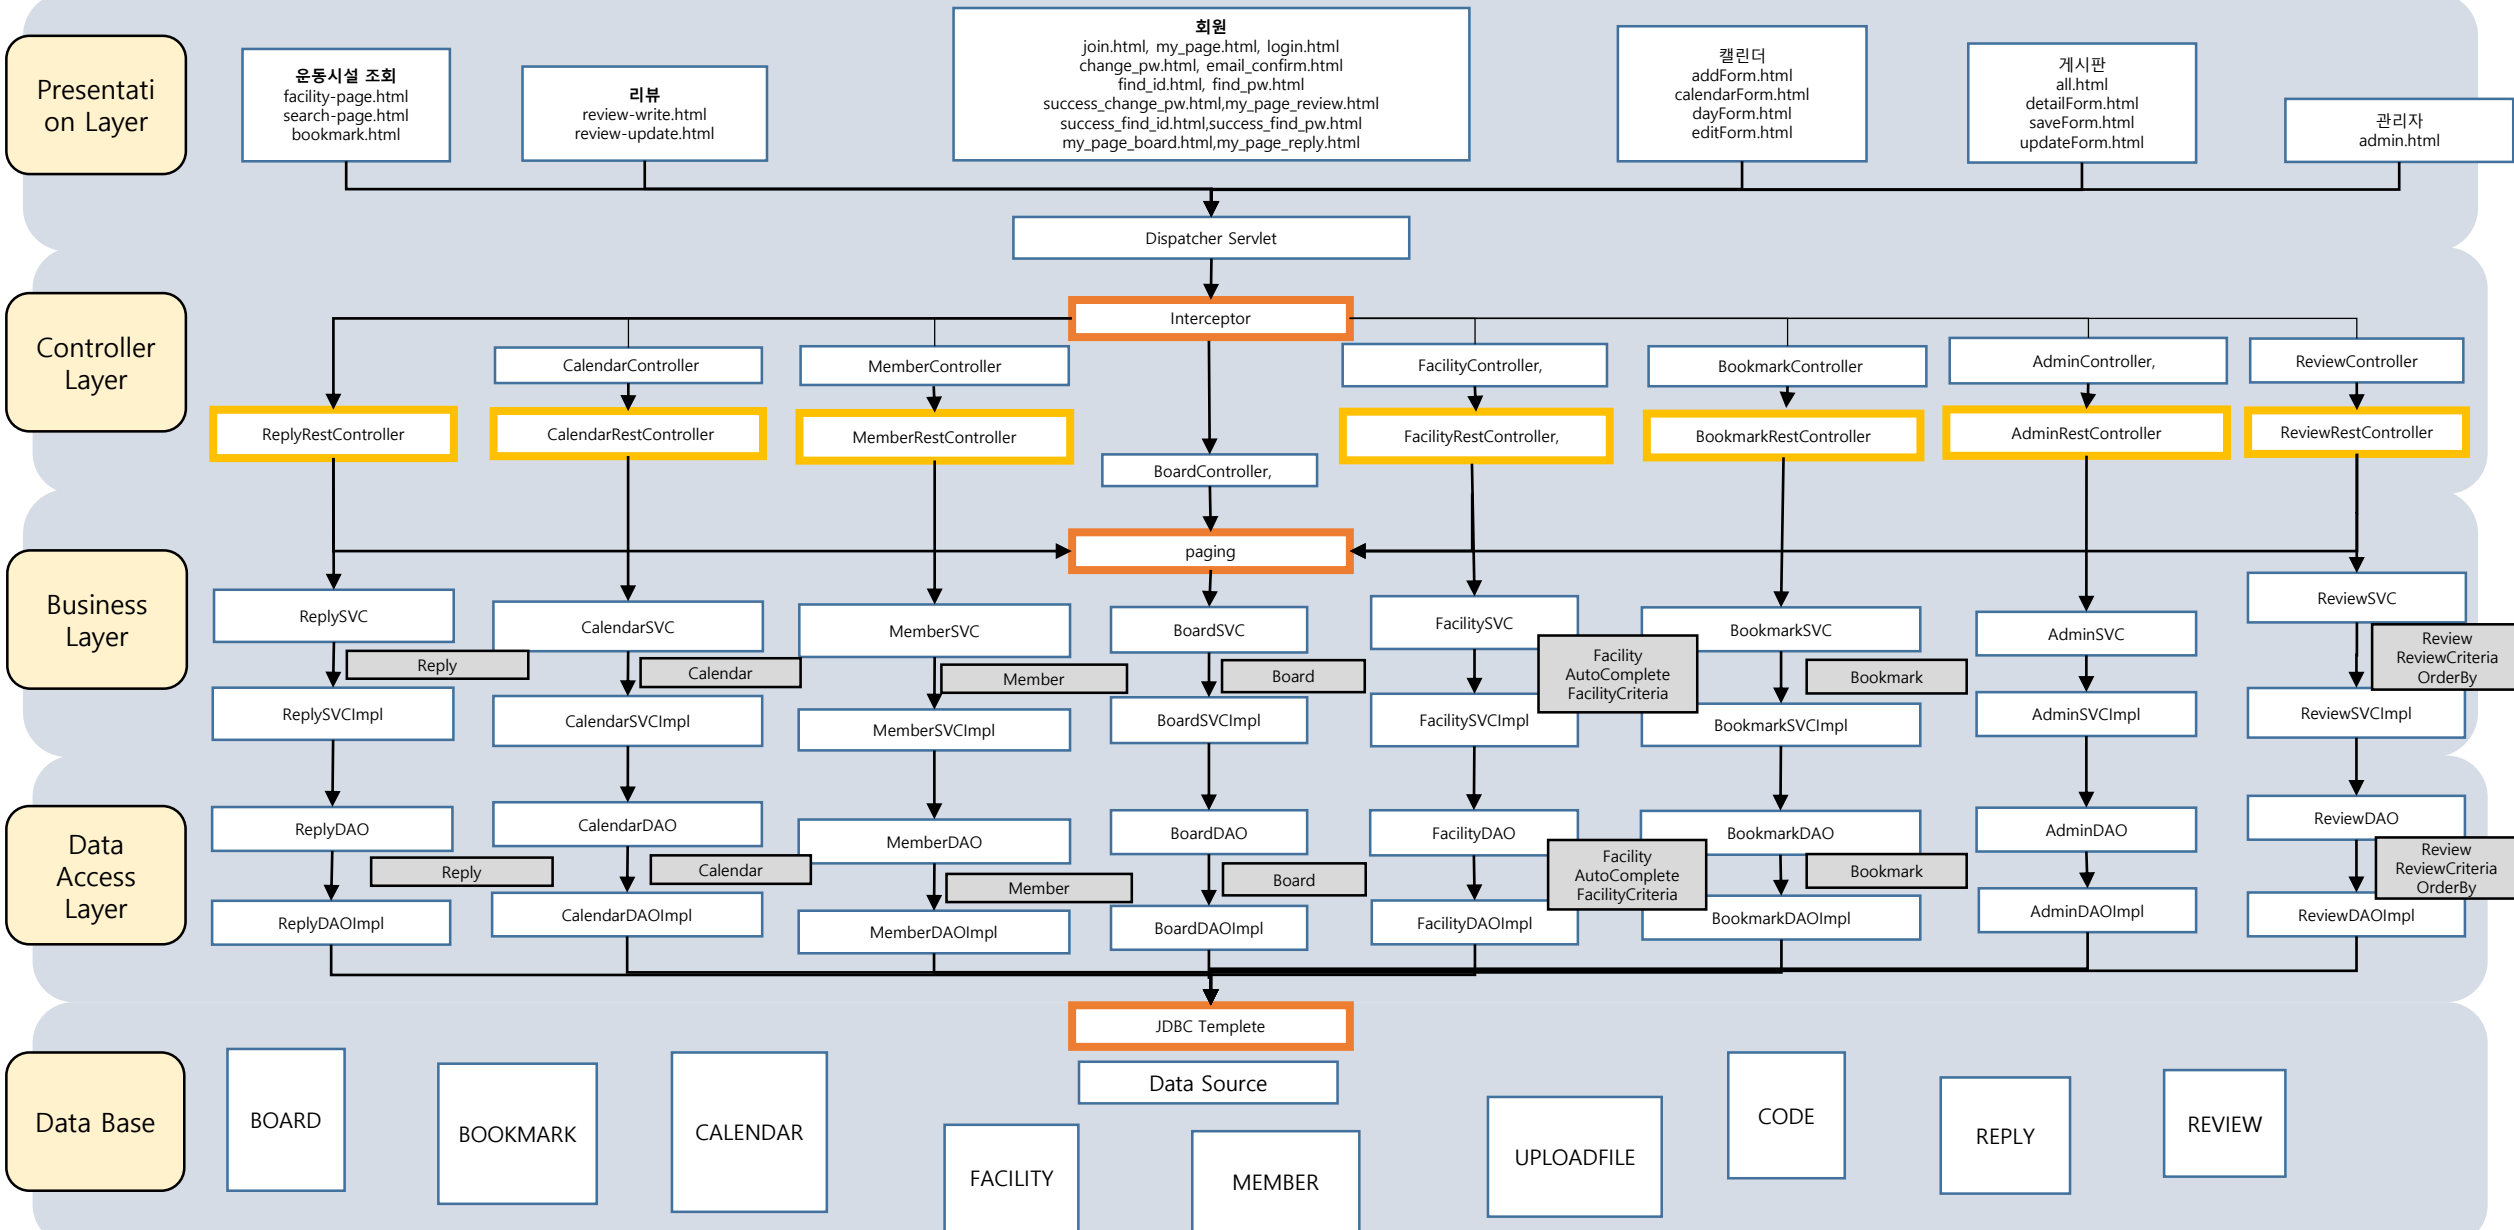 Presentati
on Layer
운동시설 조회
facility-page.html
search-page.html
bookmark.html
리뷰
review-write.html
review-update.html
회원
join.html, my_page.html, login.html
change_pw.html, email_confirm.html
find_id.html, find_pw.html
success_change_pw.html,my_page_review.html
success_find_id.html,success_find_pw.html
my_page_board.html,my_page_reply.html
캘린더
addForm.html
calendarForm.html
dayForm.html
editForm.html
게시판
all.html
detailForm.html
saveForm.html
updateForm.html
관리자
admin.html
Dispatcher Servlet
Controller
Layer
Interceptor
CalendarController
MemberController
FacilityController,
BookmarkController
AdminController,
ReviewController
ReplyRestController
CalendarRestController
MemberRestController
BoardController,
FacilityRestController,
BookmarkRestController
AdminRestController
ReviewRestController
Business
Layer
paging
ReplySVC
CalendarSVC
MemberSVC
BoardSVC
FacilitySVC
BookmarkSVC
AdminSVC
ReviewSVC
Reply
Calendar
Member
Board
Facility
AutoComplete
FacilityCriteria
Bookmark
Review
ReviewCriteria
OrderBy
ReplySVCImpl
CalendarSVCImpl
MemberSVCImpl
BoardSVCImpl
FacilitySVCImpl
BookmarkSVCImpl
AdminSVCImpl
ReviewSVCImpl
Data
Access
Layer
ReplyDAO
CalendarDAO
MemberDAO
BoardDAO
FacilityDAO
BookmarkDAO
AdminDAO
ReviewDAO
Reply
Calendar
Member
Board
Facility
AutoComplete
FacilityCriteria
Bookmark
Review
ReviewCriteria
OrderBy
ReplyDAOImpl
CalendarDAOImpl
MemberDAOImpl
BoardDAOImpl
FacilityDAOImpl
BookmarkDAOImpl
AdminDAOImpl
ReviewDAOImpl
JDBC Templete
Data Source
Data Base
BOARD
BOOKMARK
CALENDAR
FACILITY
MEMBER
UPLOADFILE
CODE
REPLY
REVIEW